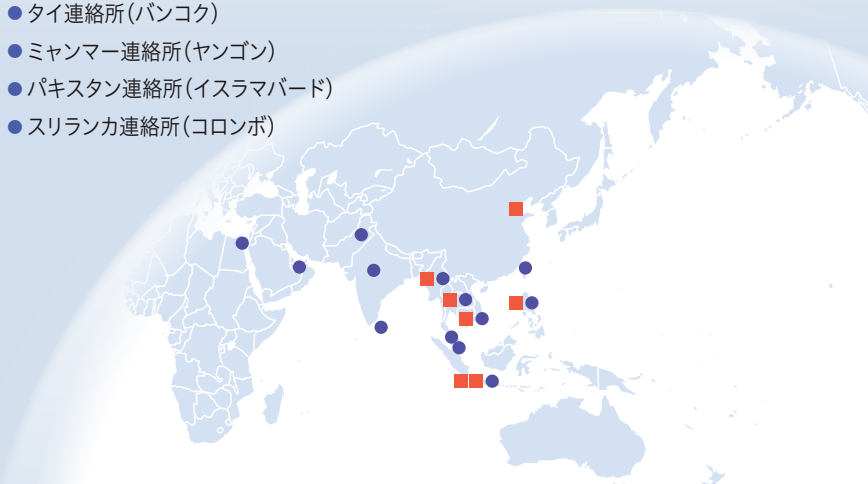 ● タイ連絡所(バンコク)
● ミャンマー連絡所(ヤンゴン)
● パキスタン連絡所(イスラマバード)
● スリランカ連絡所(コロンボ)